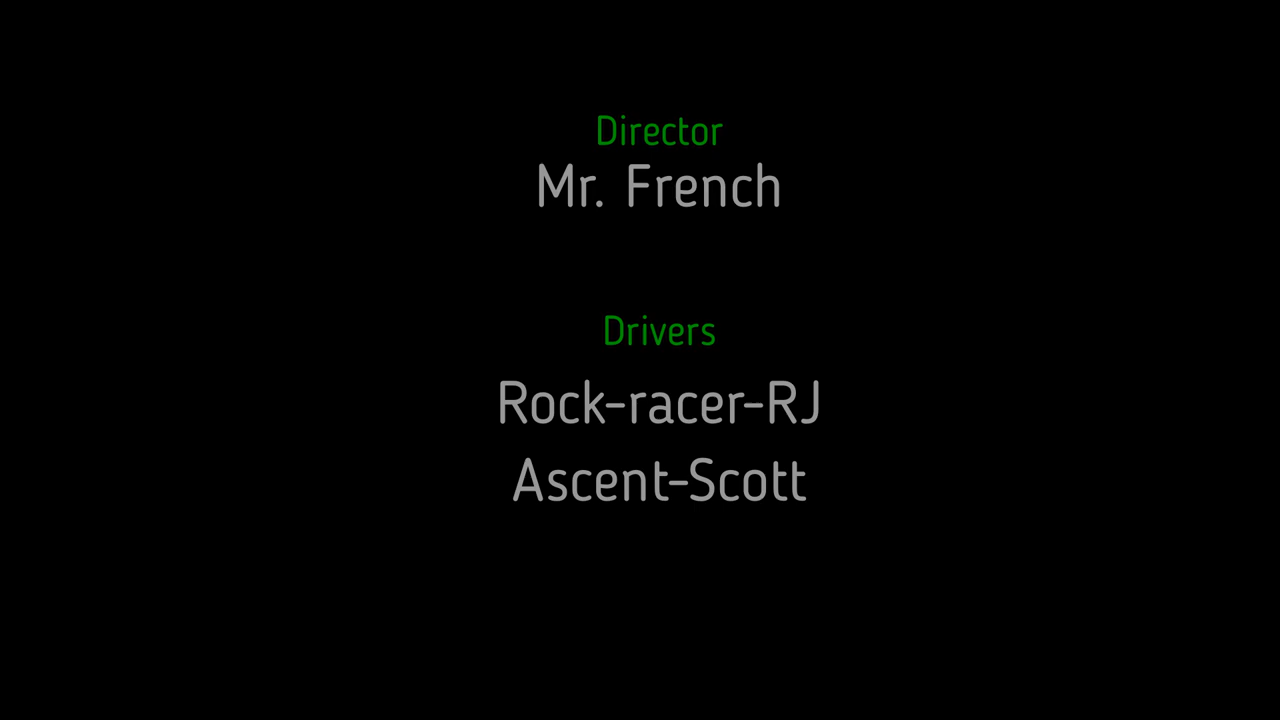 Director
Mr. French
Drivers
Rock-racer-RJ
Ascent-Scott